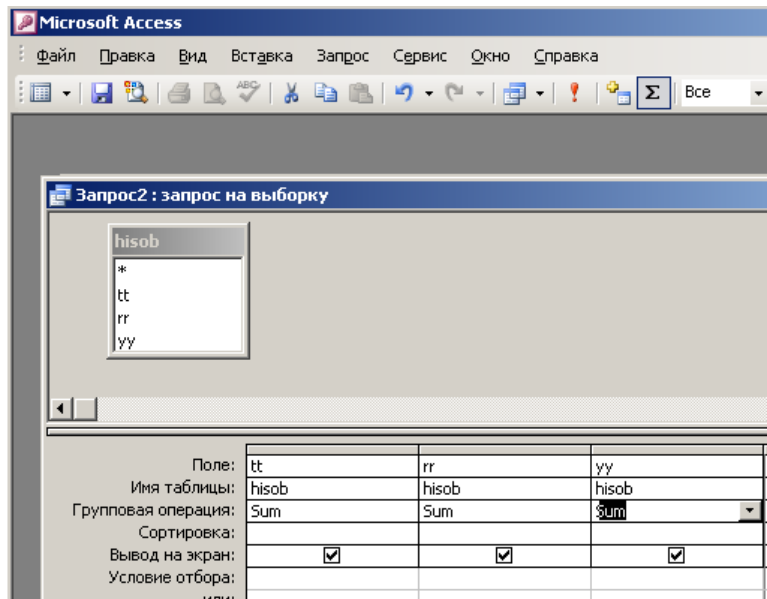 Microsoft Access
Файл Правка Вид Вставка Запрос Сервис Окно Справка
ABC Σ Все
Запрос2 : запрос на выборку
hisob
*
tt
rr
yy
Поле: tt rr yy
Имя таблицы: hisob hisob hisob
Групповая операция: Sum Sum Sum
Сортировка:
Вывод на экран:
Условие отбора:
или: